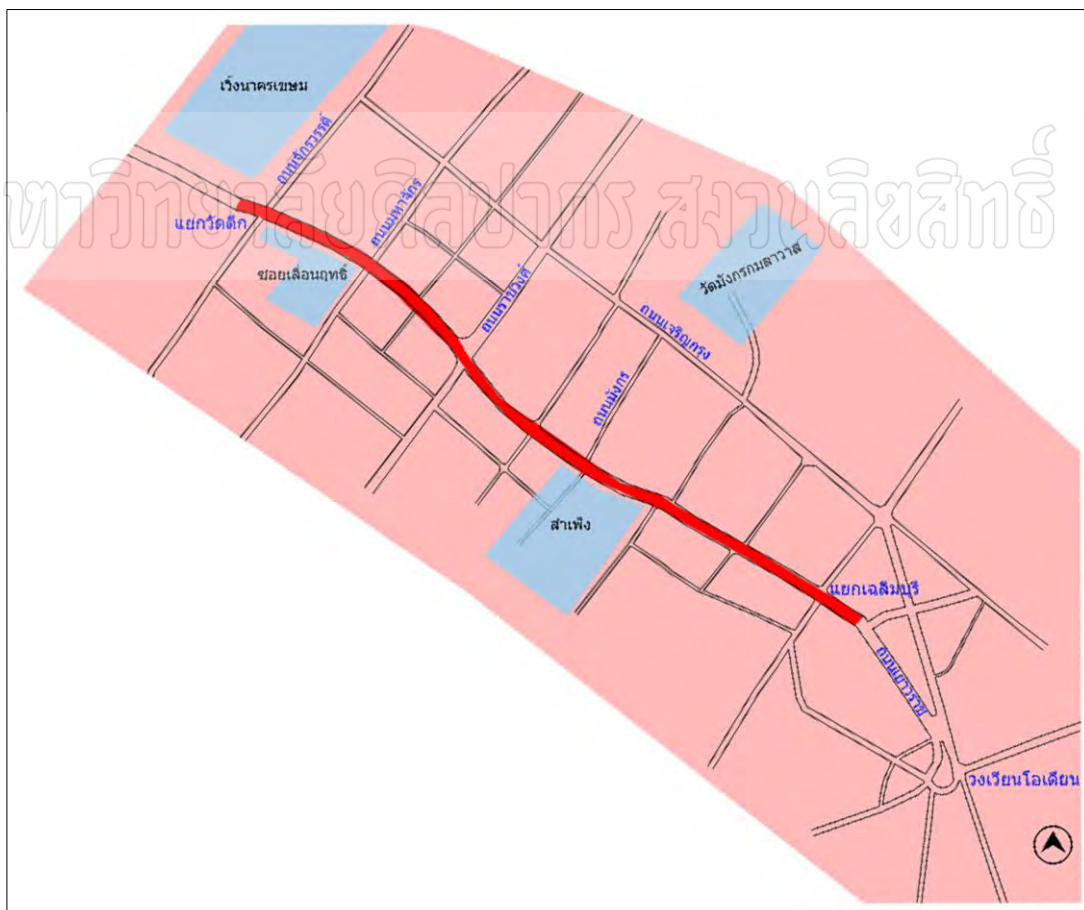 เวิ้งนาครเขษม
ถนนจักรวรรดิ์
หาวิทยาลัยศิลปากร สงวนลิขสิทธิ์
แยกวัดตึก
ถนนมหาจักร
ซอยเลื่อนฤทธิ์
วัดมังกรกมลาวาส
ถนนราชวงค์
ถนนเจริญกรุง
ถนนมังกร
สำเพ็ง
แยกเฉลิมบุรี
ถนนเยาวราช
วงเวียนโอเดียน